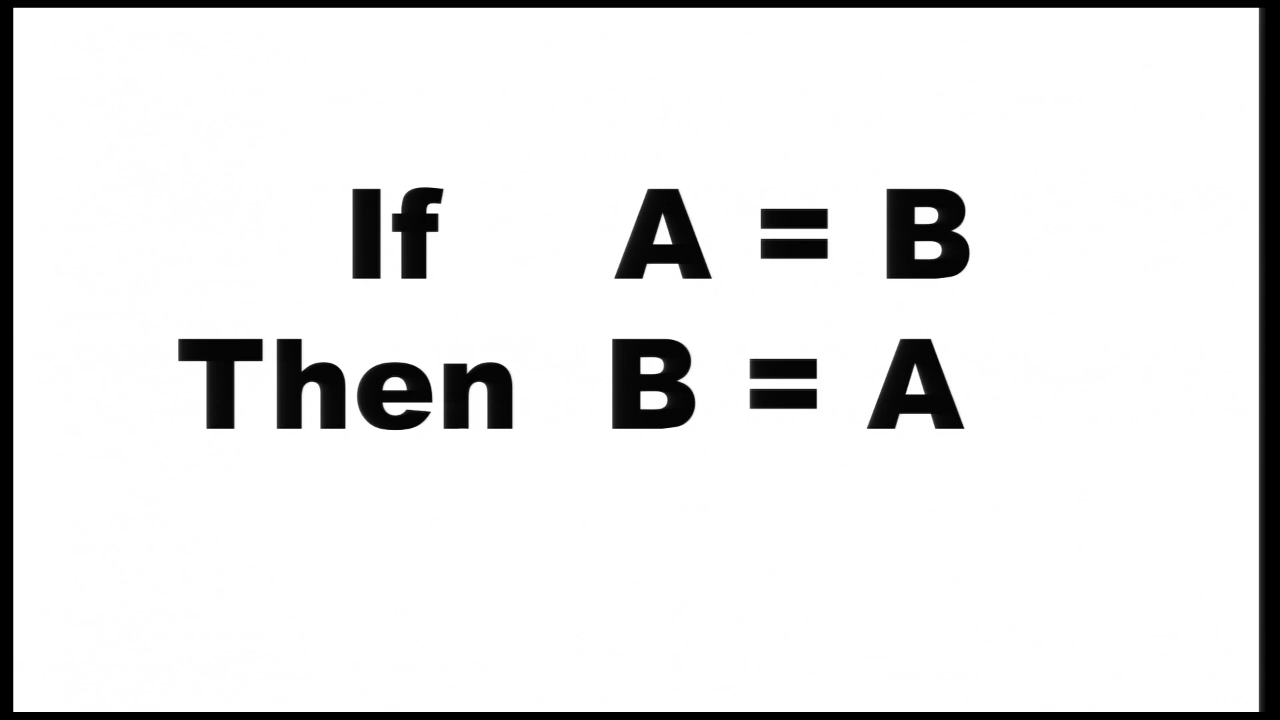 If A = B
Then B = A